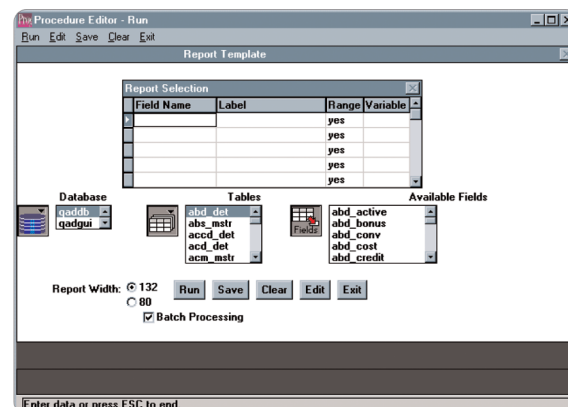 Procedure Editor - Run
Run Edit Save Clear Exit
Report Template
Report Selection
Field Name Label Range Variable
yes
yes
yes
yes
yes
Database Tables Available Fields
qaddb
qadgui
abd_det
abs_mstr
accd_det
acd_det
acm_mstr
Fields
abd_active
abd_bonus
abd_conv
abd_cost
abd_credit
Report Width: 132
80
Run Save Clear Edit Exit
Batch Processing
Enter data or press ESC to end.